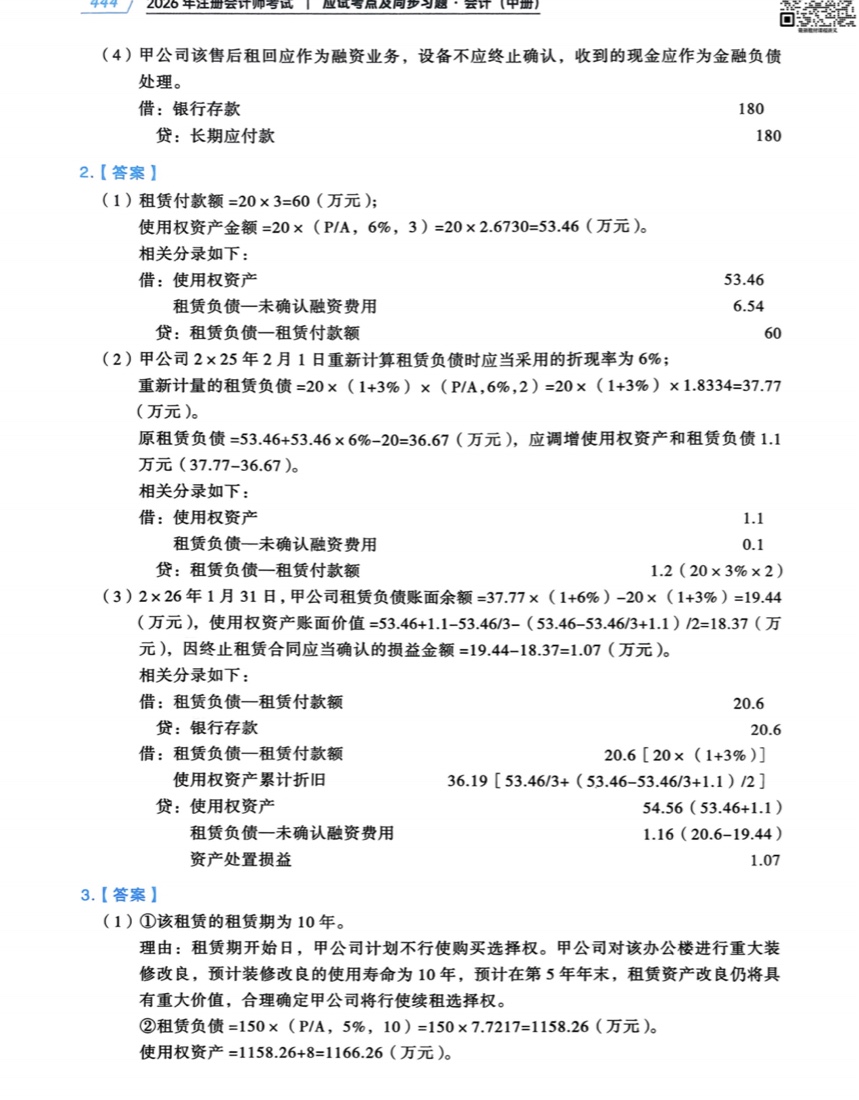 444 / 2026 年注册会计师考试 | 应试考点及同步习题 · 会计（中册）
（4）甲公司该售后租回应作为融资业务，设备不应终止确认，收到的现金应作为金融负债
处理。
借：银行存款 180
贷：长期应付款 180
2.【答案】
（1）租赁付款额 =20 × 3=60（万元）；
使用权资产金额 =20 ×（P/A，6%，3）=20 × 2.6730=53.46（万元）。
相关分录如下：
借：使用权资产 53.46
租赁负债—未确认融资费用 6.54
贷：租赁负债—租赁付款额 60
（2）甲公司 2×25 年 2 月 1 日重新计算租赁负债时应当采用的折现率为 6%；
重新计量的租赁负债 =20 ×（1+3%）×（P/A,6%,2）=20 ×（1+3%）× 1.8334=37.77
（万元）。
原租赁负债 =53.46+53.46 × 6%−20=36.67（万元），应调增使用权资产和租赁负债 1.1
万元（37.77−36.67）。
相关分录如下：
借：使用权资产 1.1
租赁负债—未确认融资费用 0.1
贷：租赁负债—租赁付款额 1.2（20 × 3% × 2）
（3）2×26 年 1 月 31 日，甲公司租赁负债账面余额 =37.77 ×（1+6%）−20 ×（1+3%）=19.44
（万元），使用权资产账面价值 =53.46+1.1−53.46/3−（53.46−53.46/3+1.1）/2=18.37（万
元），因终止租赁合同应当确认的损益金额 =19.44−18.37=1.07（万元）。
相关分录如下：
借：租赁负债—租赁付款额 20.6
贷：银行存款 20.6
借：租赁负债—租赁付款额 20.6［20 ×（1+3%）］
使用权资产累计折旧 36.19［53.46/3+（53.46−53.46/3+1.1）/2］
贷：使用权资产 54.56（53.46+1.1）
租赁负债—未确认融资费用 1.16（20.6−19.44）
资产处置损益 1.07
3.【答案】
（1）①该租赁的租赁期为 10 年。
理由：租赁期开始日，甲公司计划不行使购买选择权。甲公司对该办公楼进行重大装
修改良，预计装修改良的使用寿命为 10 年，预计在第 5 年年末，租赁资产改良仍将具
有重大价值，合理确定甲公司将行使续租选择权。
②租赁负债 =150 ×（P/A，5%，10）=150 × 7.7217=1158.26（万元）。
使用权资产 =1158.26+8=1166.26（万元）。